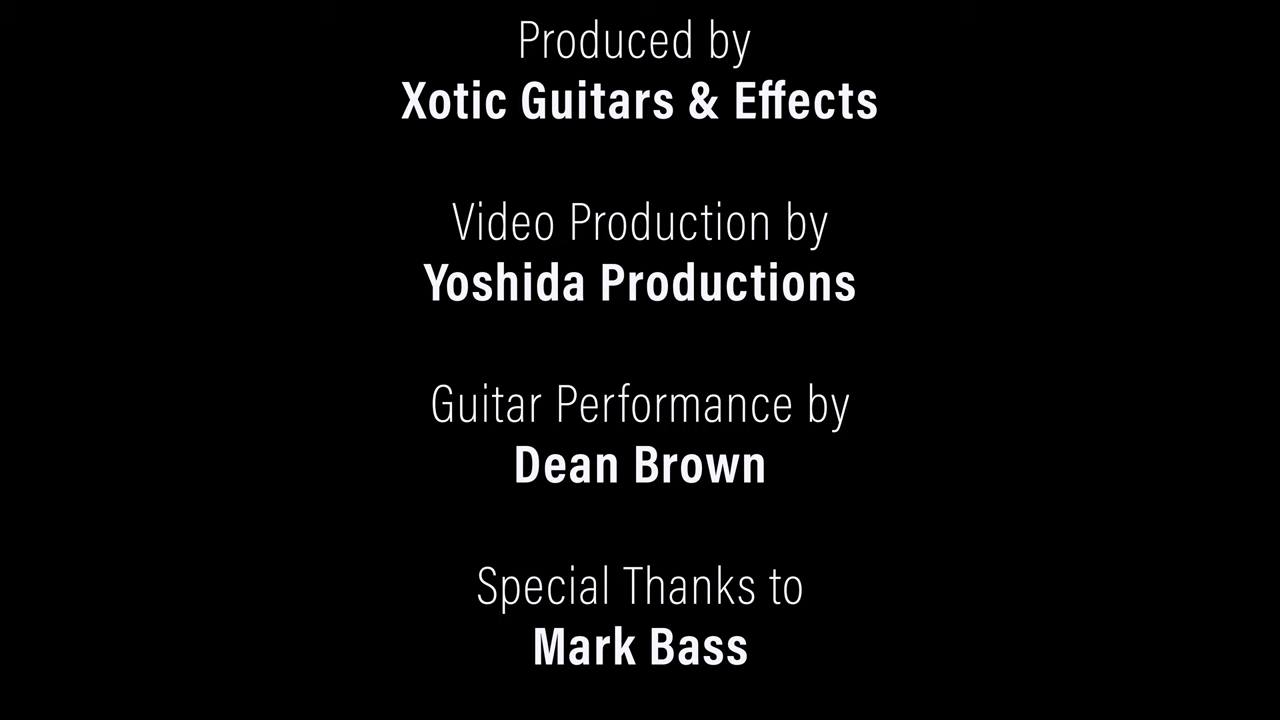 Produced by
Xotic Guitars & Effects
Video Production by
Yoshida Productions
Guitar Performance by
Dean Brown
Special Thanks to
Mark Bass